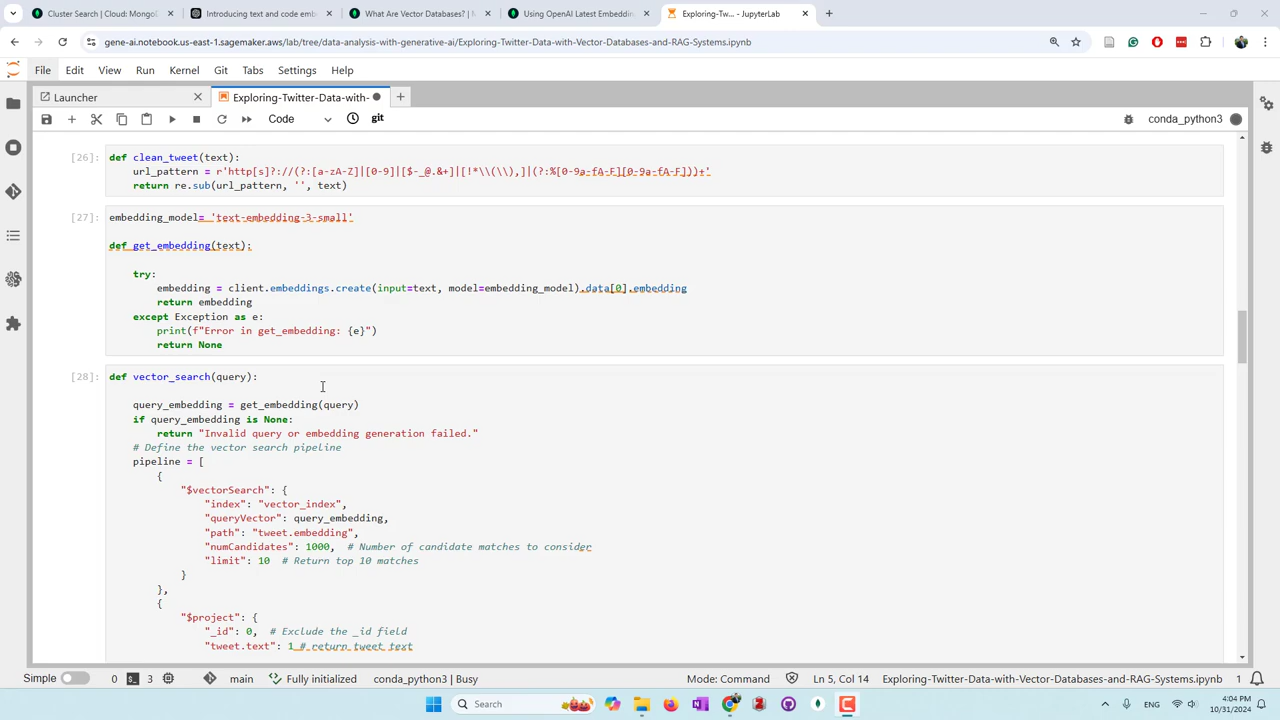 Cluster Search | Cloud: Mongo
Introducing text and code emb
What Are Vector Databases? | M
Using OpenAI Latest Embeddin
Exploring-Tw... - JupyterLab
gene-ai.notebook.us-east-1.sagemaker.aws/lab/tree/data-analysis-with-generative-ai/Exploring-Twitter-Data-with-Vector-Databases-and-RAG-Systems.ipynb
File Edit View Run Kernel Git Tabs Settings Help
Launcher
Exploring-Twitter-Data-with-
Code
git
conda_python3
[26]:
def clean_tweet(text):
    url_pattern = r'http[s]?://(?:[a-zA-Z]|[0-9]|[$-_@.&+]|[!*\\(\\),]|(?:%[0-9a-fA-F][0-9a-fA-F]))+'
    return re.sub(url_pattern, '', text)
[27]:
embedding_model= 'text-embedding-3-small'
def get_embedding(text):
    try:
        embedding = client.embeddings.create(input=text, model=embedding_model).data[0].embedding
        return embedding
    except Exception as e:
        print(f"Error in get_embedding: {e}")
        return None
[28]:
def vector_search(query):
    query_embedding = get_embedding(query)
    if query_embedding is None:
        return "Invalid query or embedding generation failed."
    # Define the vector search pipeline
    pipeline = [
        {
            "$vectorSearch": {
                "index": "vector_index",
                "queryVector": query_embedding,
                "path": "tweet.embedding",
                "numCandidates": 1000,  # Number of candidate matches to consider
                "limit": 10  # Return top 10 matches
            }
        },
        {
            "$project": {
                "_id": 0,  # Exclude the _id field
                "tweet.text": 1 # return tweet text
Simple
0
3
main
Fully initialized
conda_python3 | Busy
Mode: Command
Ln 5, Col 14
Exploring-Twitter-Data-with-Vector-Databases-and-RAG-Systems.ipynb
1
Search
ENG
4:04 PM
10/31/2024